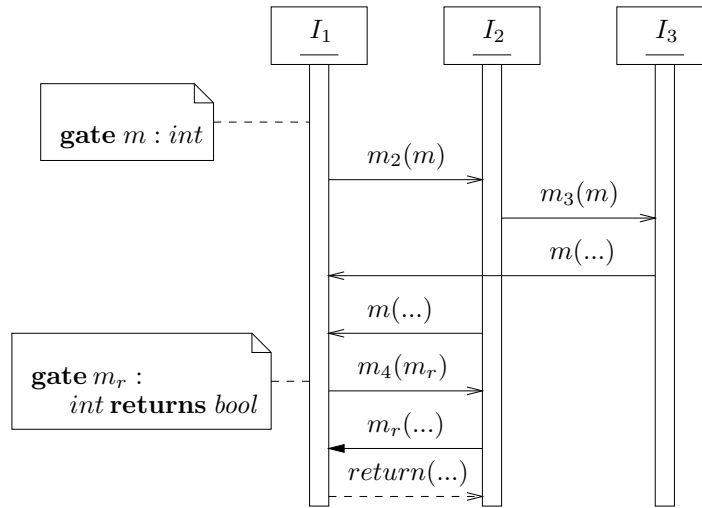 I₁ I₂ I₃
gate m : int
m₂(m)
m₃(m)
m(...)
m(...)
gate mᵣ :
int returns bool
m₄(mᵣ)
mᵣ(...)
return(...)